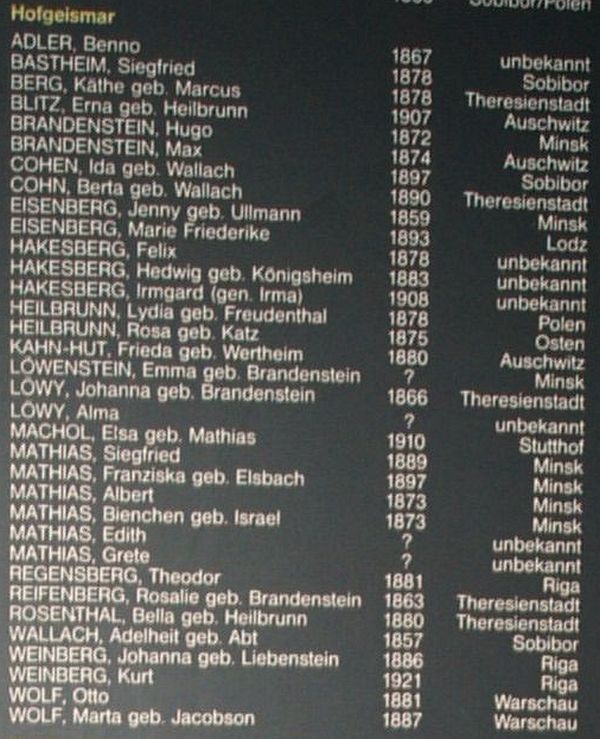 Sobibor/Polen
Hofgeismar
ADLER, Benno 1867 unbekannt
BASTHEIM, Siegfried 1878 Sobibor
BERG, Käthe geb. Marcus 1878 Theresienstadt
BLITZ, Erna geb. Heilbrunn 1907 Auschwitz
BRANDENSTEIN, Hugo 1872 Minsk
BRANDENSTEIN, Max 1874 Auschwitz
COHEN, Ida geb. Wallach 1897 Sobibor
COHN, Berta geb. Wallach 1890 Theresienstadt
EISENBERG, Jenny geb. Ullmann 1859 Minsk
EISENBERG, Marie Friederike 1893 Lodz
HAKESBERG, Felix 1878 unbekannt
HAKESBERG, Hedwig geb. Königsheim 1883 unbekannt
HAKESBERG, Irmgard (gen. Irma) 1908 unbekannt
HEILBRUNN, Lydia geb. Freudenthal 1878 Polen
HEILBRUNN, Rosa geb. Katz 1875 Osten
KAHN-HUT, Frieda geb. Wertheim 1880 Auschwitz
LÖWENSTEIN, Emma geb. Brandenstein ? Minsk
LÖWY, Johanna geb. Brandenstein 1866 Theresienstadt
LÖWY, Alma ? unbekannt
MACHOL, Elsa geb. Mathias 1910 Stutthof
MATHIAS, Siegfried 1889 Minsk
MATHIAS, Franziska geb. Elsbach 1897 Minsk
MATHIAS, Albert 1873 Minsk
MATHIAS, Bienchen geb. Israel 1873 Minsk
MATHIAS, Edith ? unbekannt
MATHIAS, Grete ? unbekannt
REGENSBERG, Theodor 1881 Riga
REIFENBERG, Rosalie geb. Brandenstein 1863 Theresienstadt
ROSENTHAL, Bella geb. Heilbrunn 1880 Theresienstadt
WALLACH, Adelheit geb. Abt 1857 Sobibor
WEINBERG, Johanna geb. Liebenstein 1886 Riga
WEINBERG, Kurt 1921 Riga
WOLF, Otto 1881 Warschau
WOLF, Marta geb. Jacobson 1887 Warschau